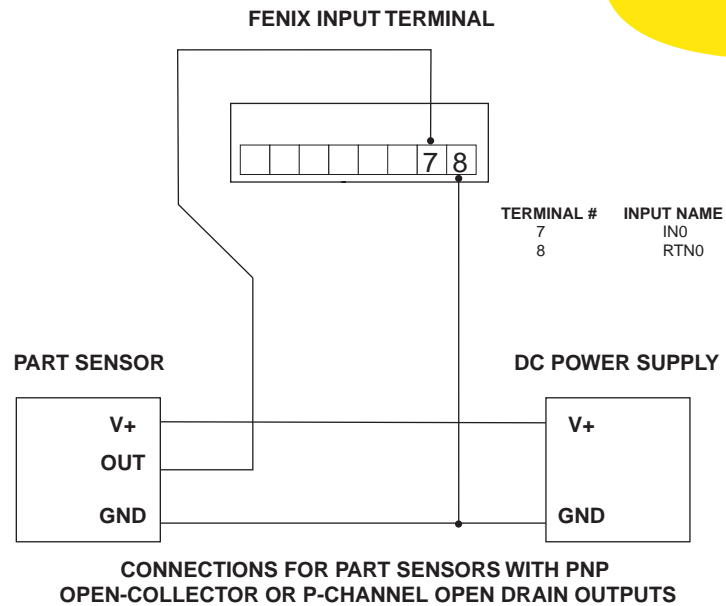 FENIX INPUT TERMINAL
7 8
TERMINAL # INPUT NAME
7 IN0
8 RTN0
PART SENSOR
DC POWER SUPPLY
V+
OUT
GND
V+
GND
CONNECTIONS FOR PART SENSORS WITH PNP
OPEN-COLLECTOR OR P-CHANNEL OPEN DRAIN OUTPUTS